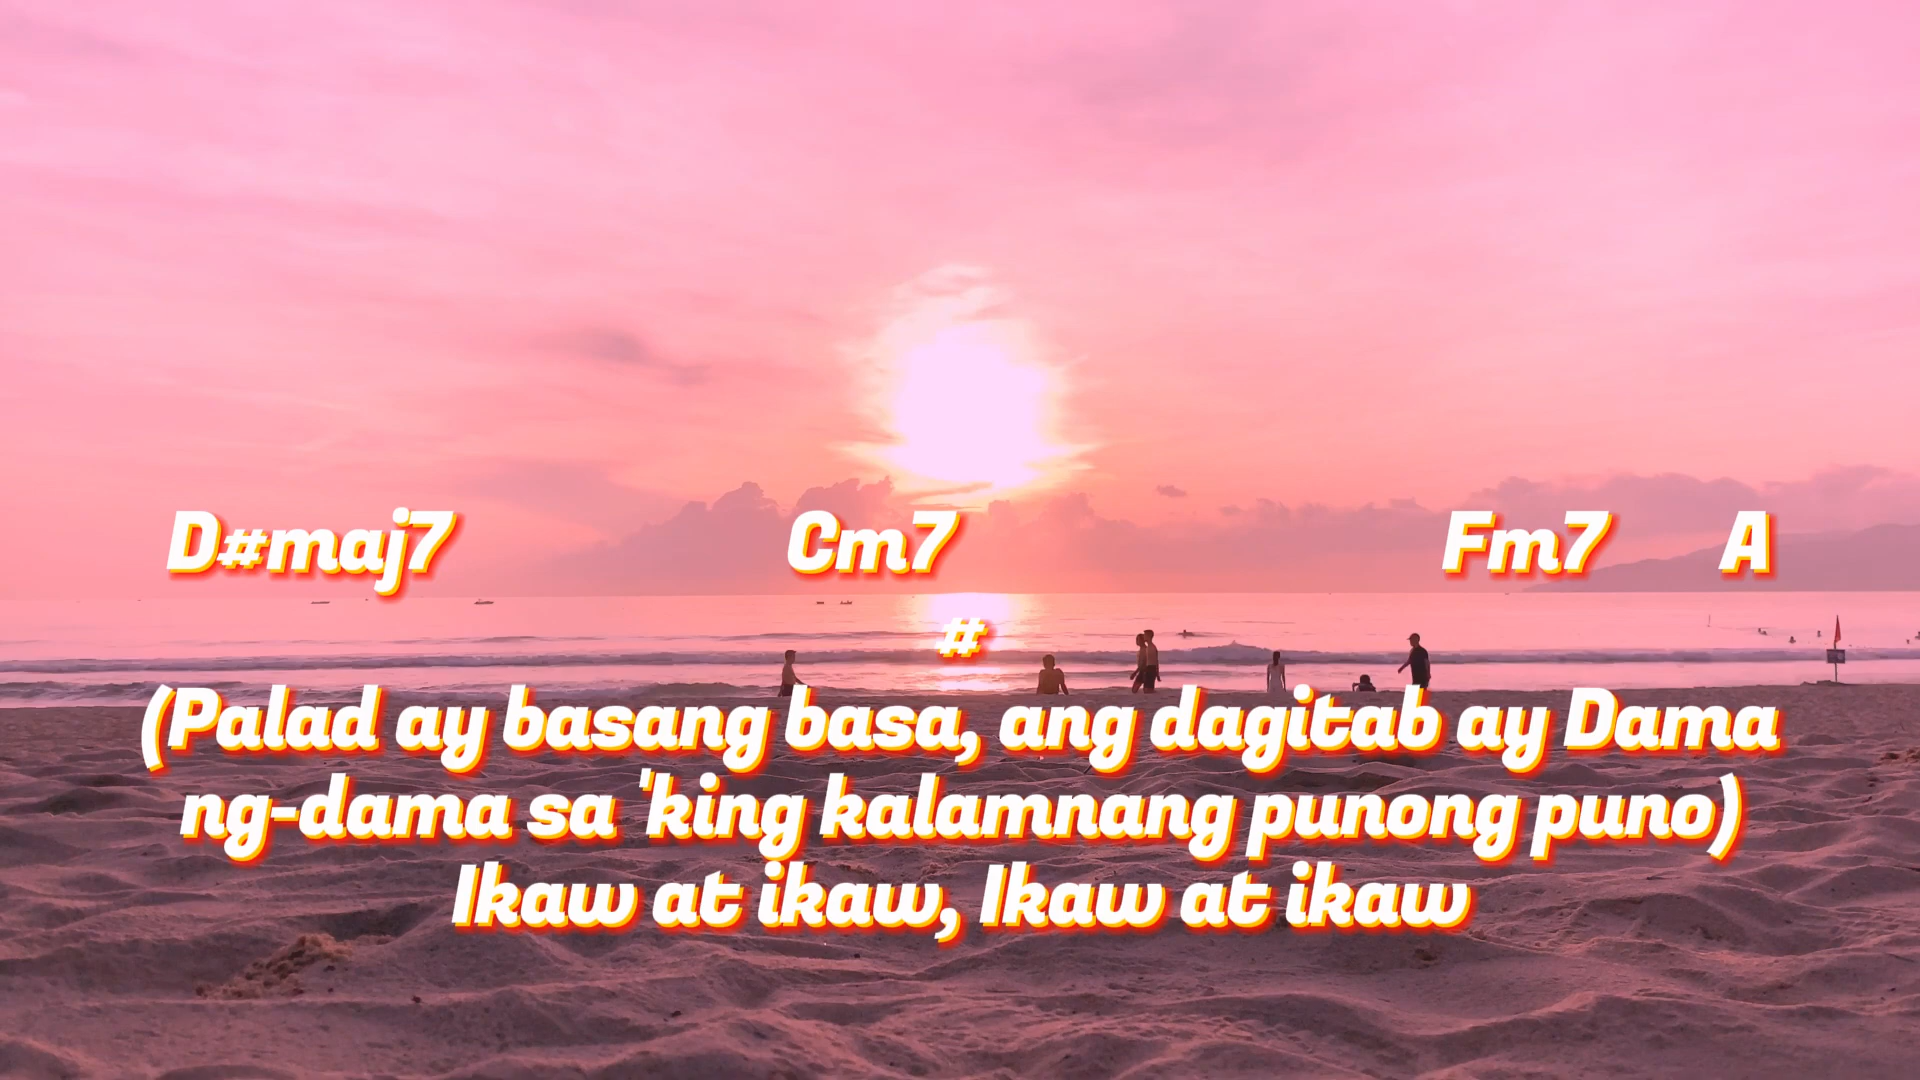 D#maj7 Cm7 Fm7 A
#
(Palad ay basang basa, ang dagitab ay Dama
ng-dama sa 'king kalamnang punong puno)
Ikaw at ikaw, Ikaw at ikaw